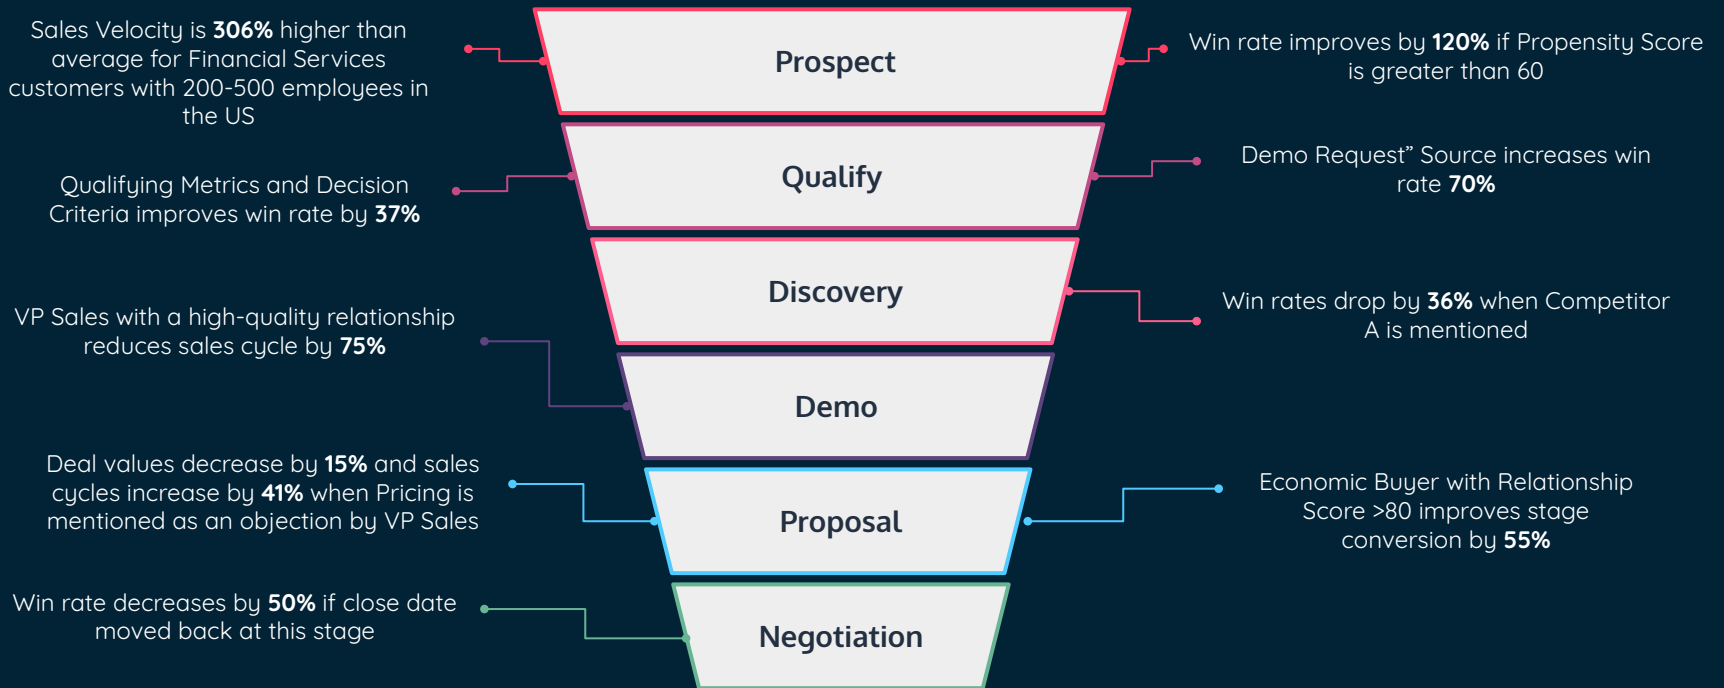 Sales Velocity is 306% higher than
average for Financial Services
customers with 200-500 employees in
the US
Prospect
Win rate improves by 120% if Propensity Score
is greater than 60
Qualifying Metrics and Decision
Criteria improves win rate by 37%
Qualify
Demo Request” Source increases win
rate 70%
Discovery
Win rates drop by 36% when Competitor
A is mentioned
VP Sales with a high-quality relationship
reduces sales cycle by 75%
Demo
Deal values decrease by 15% and sales
cycles increase by 41% when Pricing is
mentioned as an objection by VP Sales
Proposal
Economic Buyer with Relationship
Score >80 improves stage
conversion by 55%
Win rate decreases by 50% if close date
moved back at this stage
Negotiation